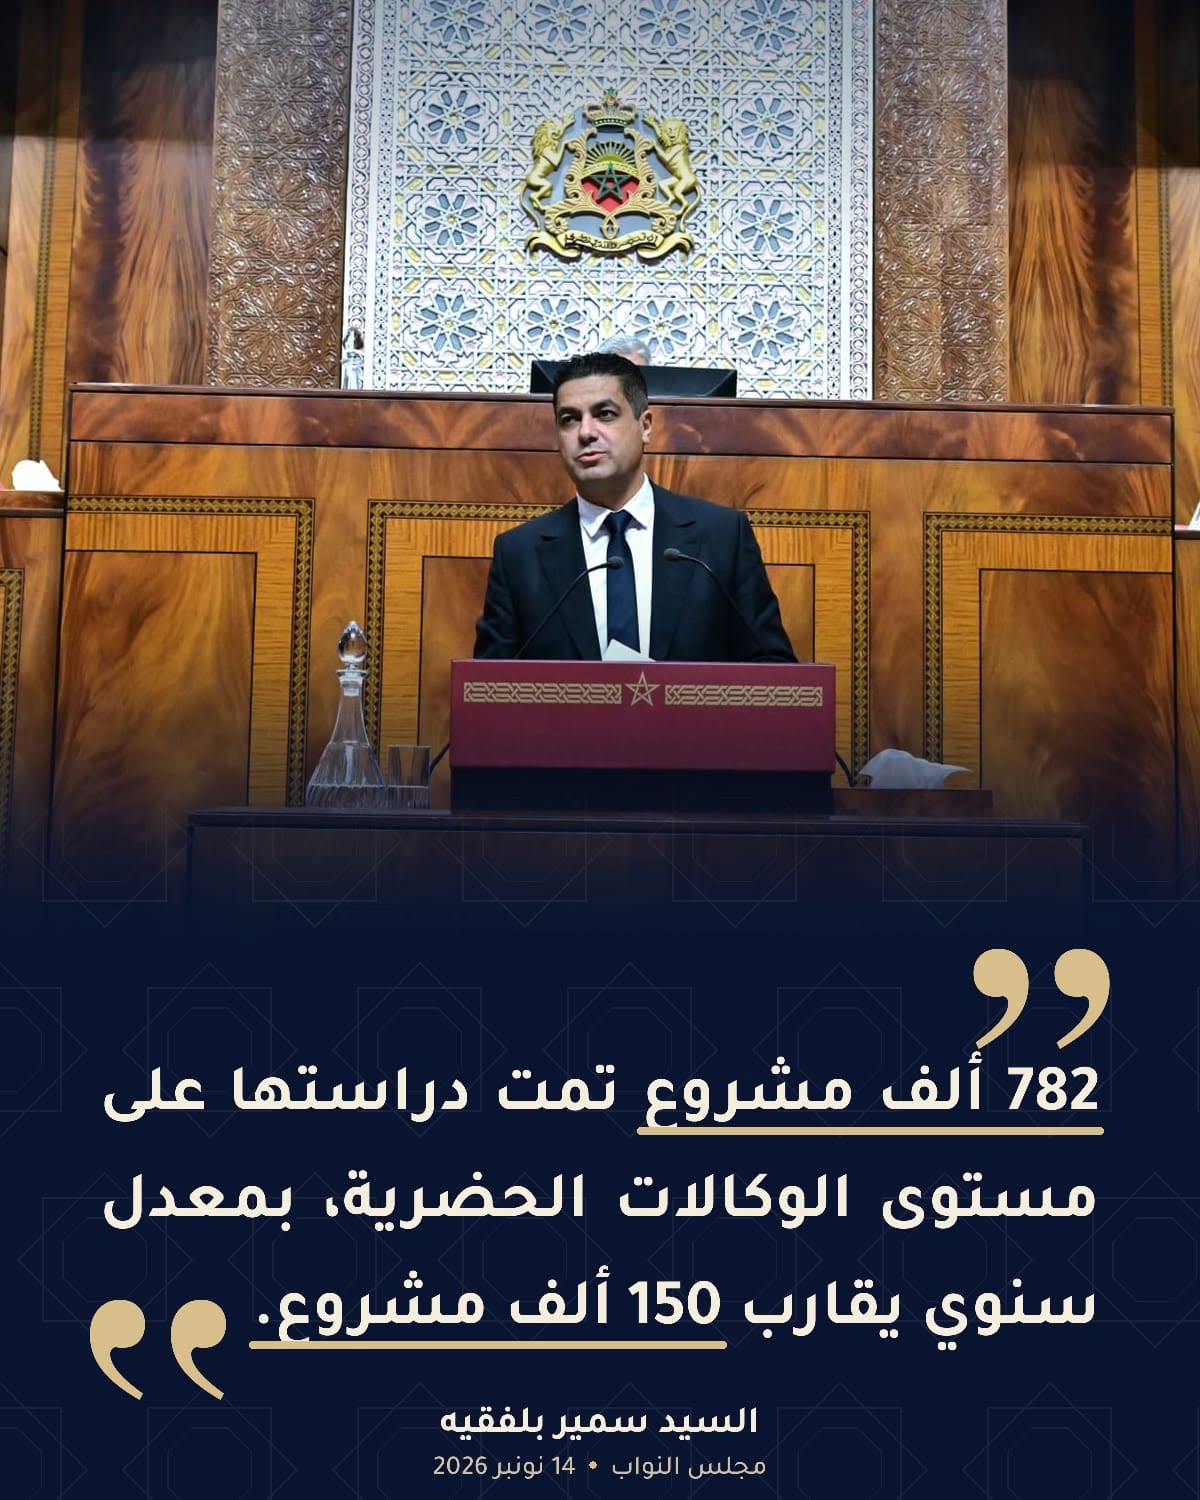 782 ألف مشروع تمت دراستها على
مستوى الوكالات الحضرية، بمعدل
سنوي يقارب 150 ألف مشروع.
السيد سمير بلفقيه
مجلس النواب • 14 نونبر 2026